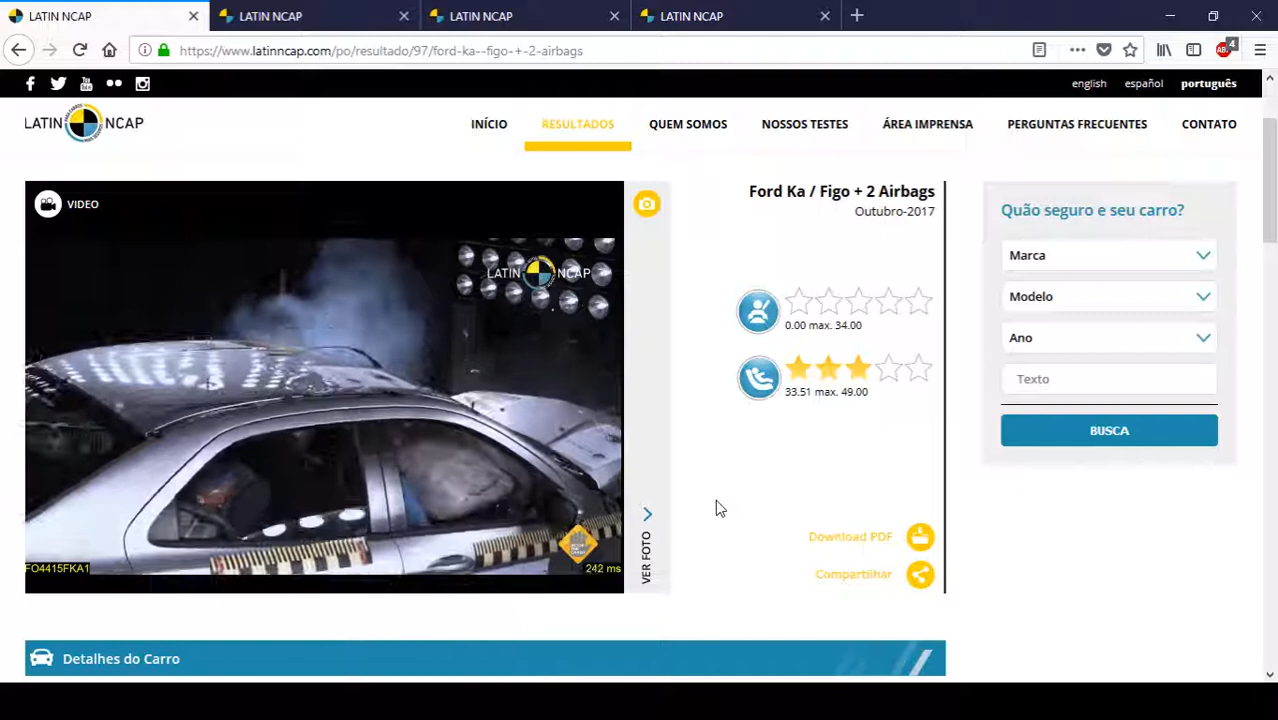 LATIN NCAP
LATIN NCAP
LATIN NCAP
LATIN NCAP
https://www.latinncap.com/po/resultado/97/ford-ka--figo-+-2-airbags
ABP
4
You Tube
english
español
português
LATIN NCAP
INÍCIO
RESULTADOS
QUEM SOMOS
NOSSOS TESTES
ÁREA IMPRENSA
PERGUNTAS FRECUENTES
CONTATO
VIDEO
LATIN NCAP
FO4415FKA1
242 ms
VER FOTO
Ford Ka / Figo + 2 Airbags
Outubro-2017
0.00 max. 34.00
33.51 max. 49.00
Download PDF
Compartilhar
Quão seguro e seu carro?
Marca
Modelo
Ano
Texto
BUSCA
Detalhes do Carro